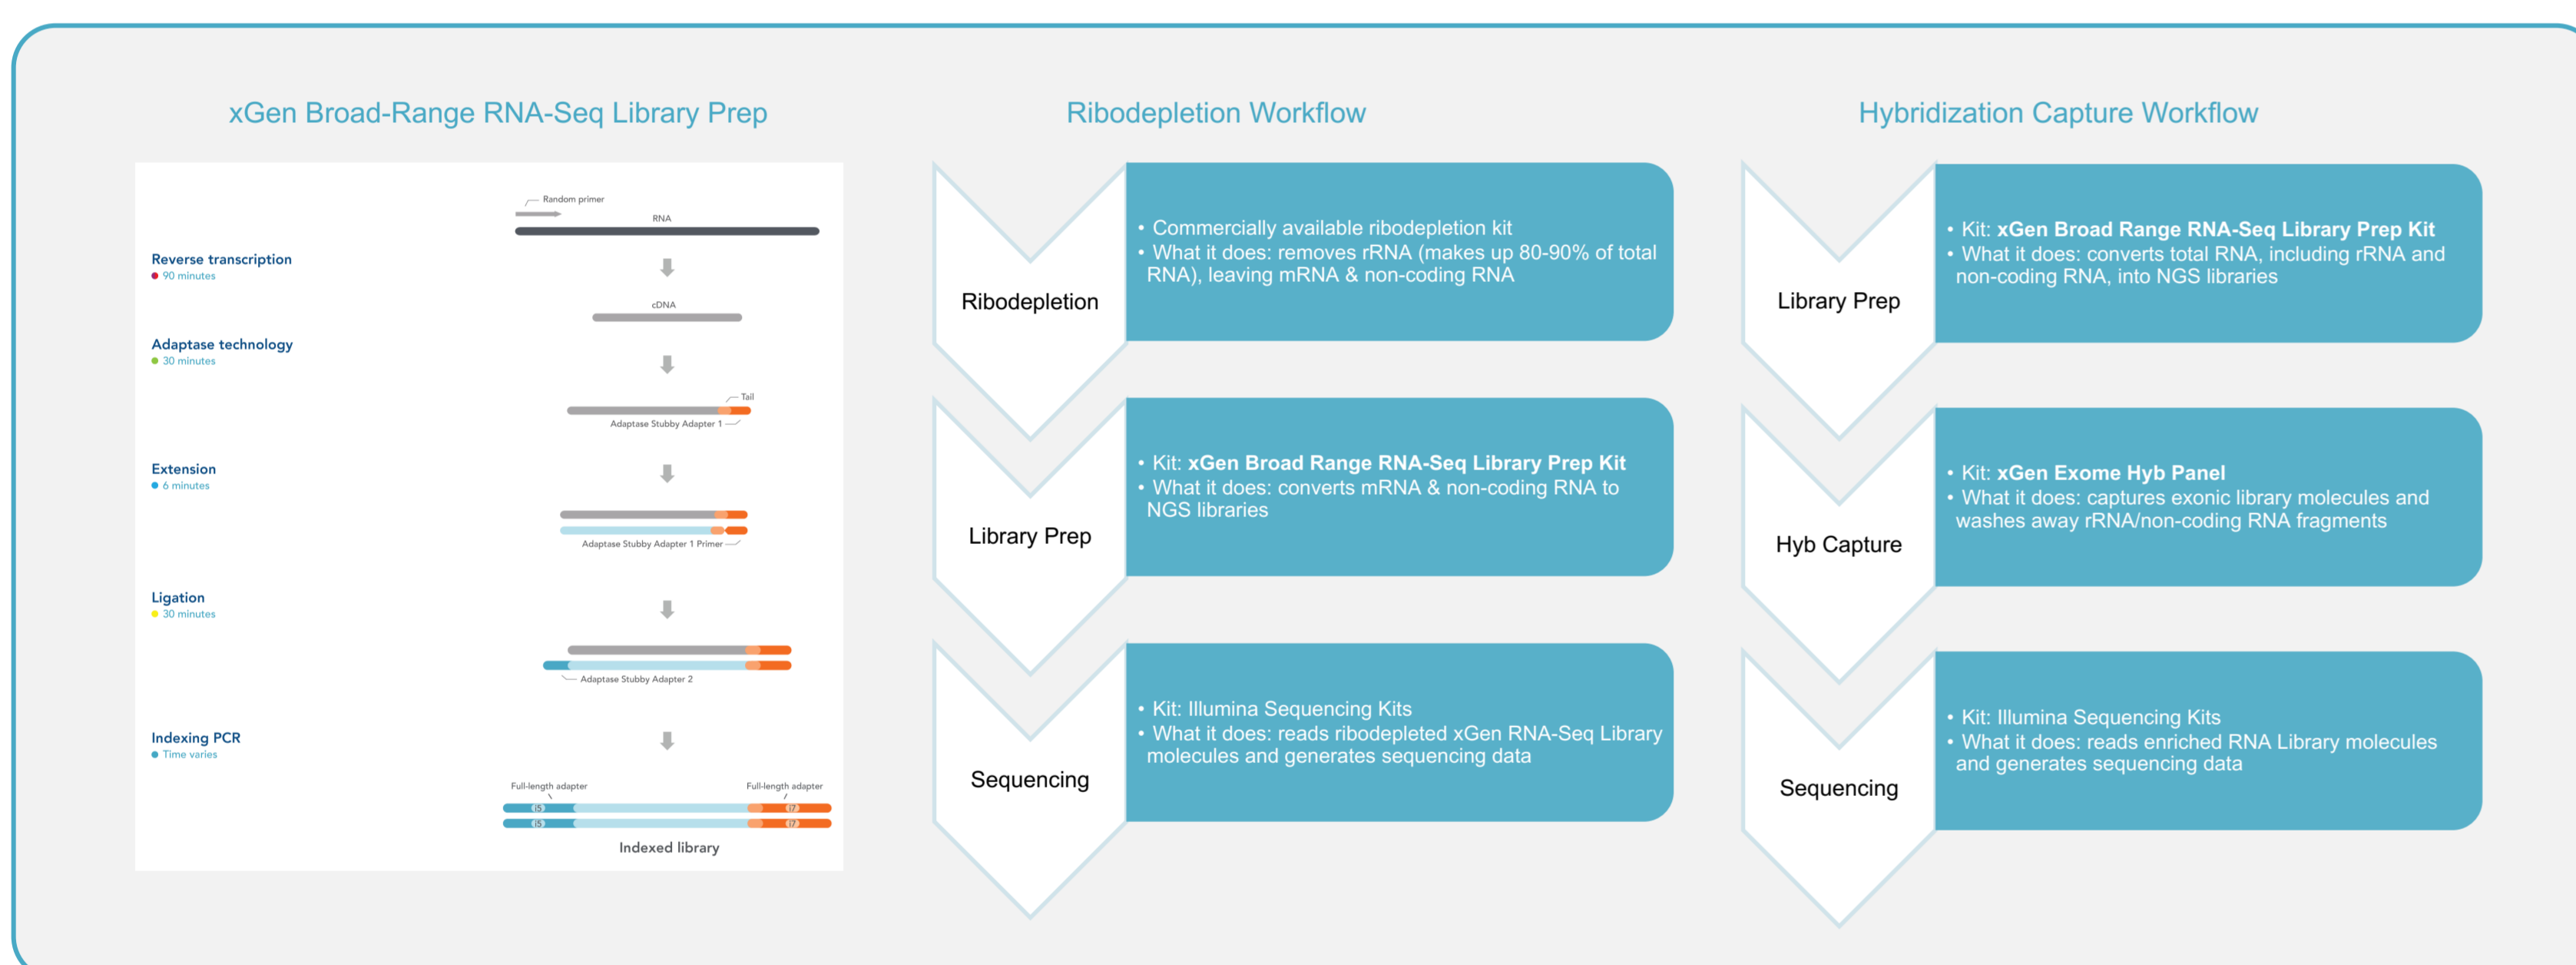 xGen Broad-Range RNA-Seq Library Prep
Random primer
RNA
Reverse transcription
90 minutes
cDNA
Adaptase technology
30 minutes
Tail
Adaptase Stubby Adapter 1
Extension
6 minutes
Adaptase Stubby Adapter 1 Primer
Ligation
30 minutes
Adaptase Stubby Adapter 2
Indexing PCR
Time varies
Full-length adapter
Full-length adapter
i5
i7
i5
i7
Indexed library
Ribodepletion Workflow
Ribodepletion
• Commercially available ribodepletion kit
• What it does: removes rRNA (makes up 80-90% of total
RNA), leaving mRNA & non-coding RNA
Library Prep
• Kit: xGen Broad Range RNA-Seq Library Prep Kit
• What it does: converts mRNA & non-coding RNA to
NGS libraries
Sequencing
• Kit: Illumina Sequencing Kits
• What it does: reads ribodepleted xGen RNA-Seq Library
molecules and generates sequencing data
Hybridization Capture Workflow
Library Prep
• Kit: xGen Broad Range RNA-Seq Library Prep Kit
• What it does: converts total RNA, including rRNA and
non-coding RNA, into NGS libraries
Hyb Capture
• Kit: xGen Exome Hyb Panel
• What it does: captures exonic library molecules and
washes away rRNA/non-coding RNA fragments
Sequencing
• Kit: Illumina Sequencing Kits
• What it does: reads enriched RNA Library molecules
and generates sequencing data